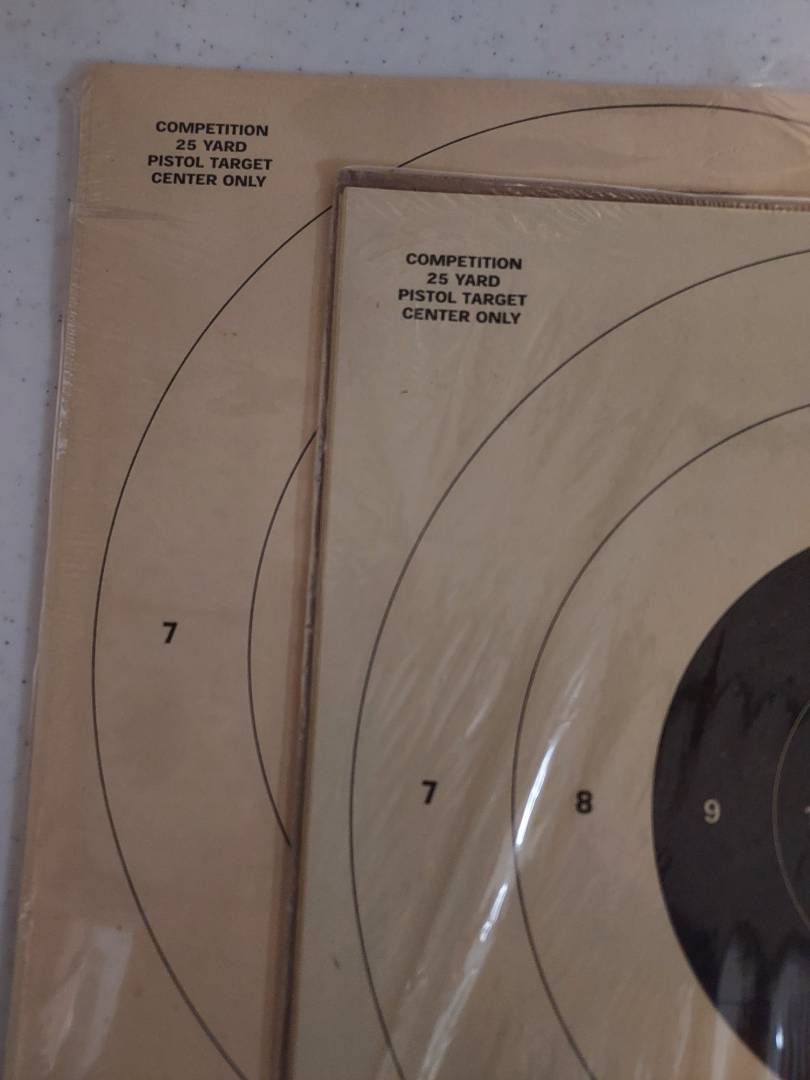 COMPETITION
25 YARD
PISTOL TARGET
CENTER ONLY
COMPETITION
25 YARD
PISTOL TARGET
CENTER ONLY
7
7
8
9